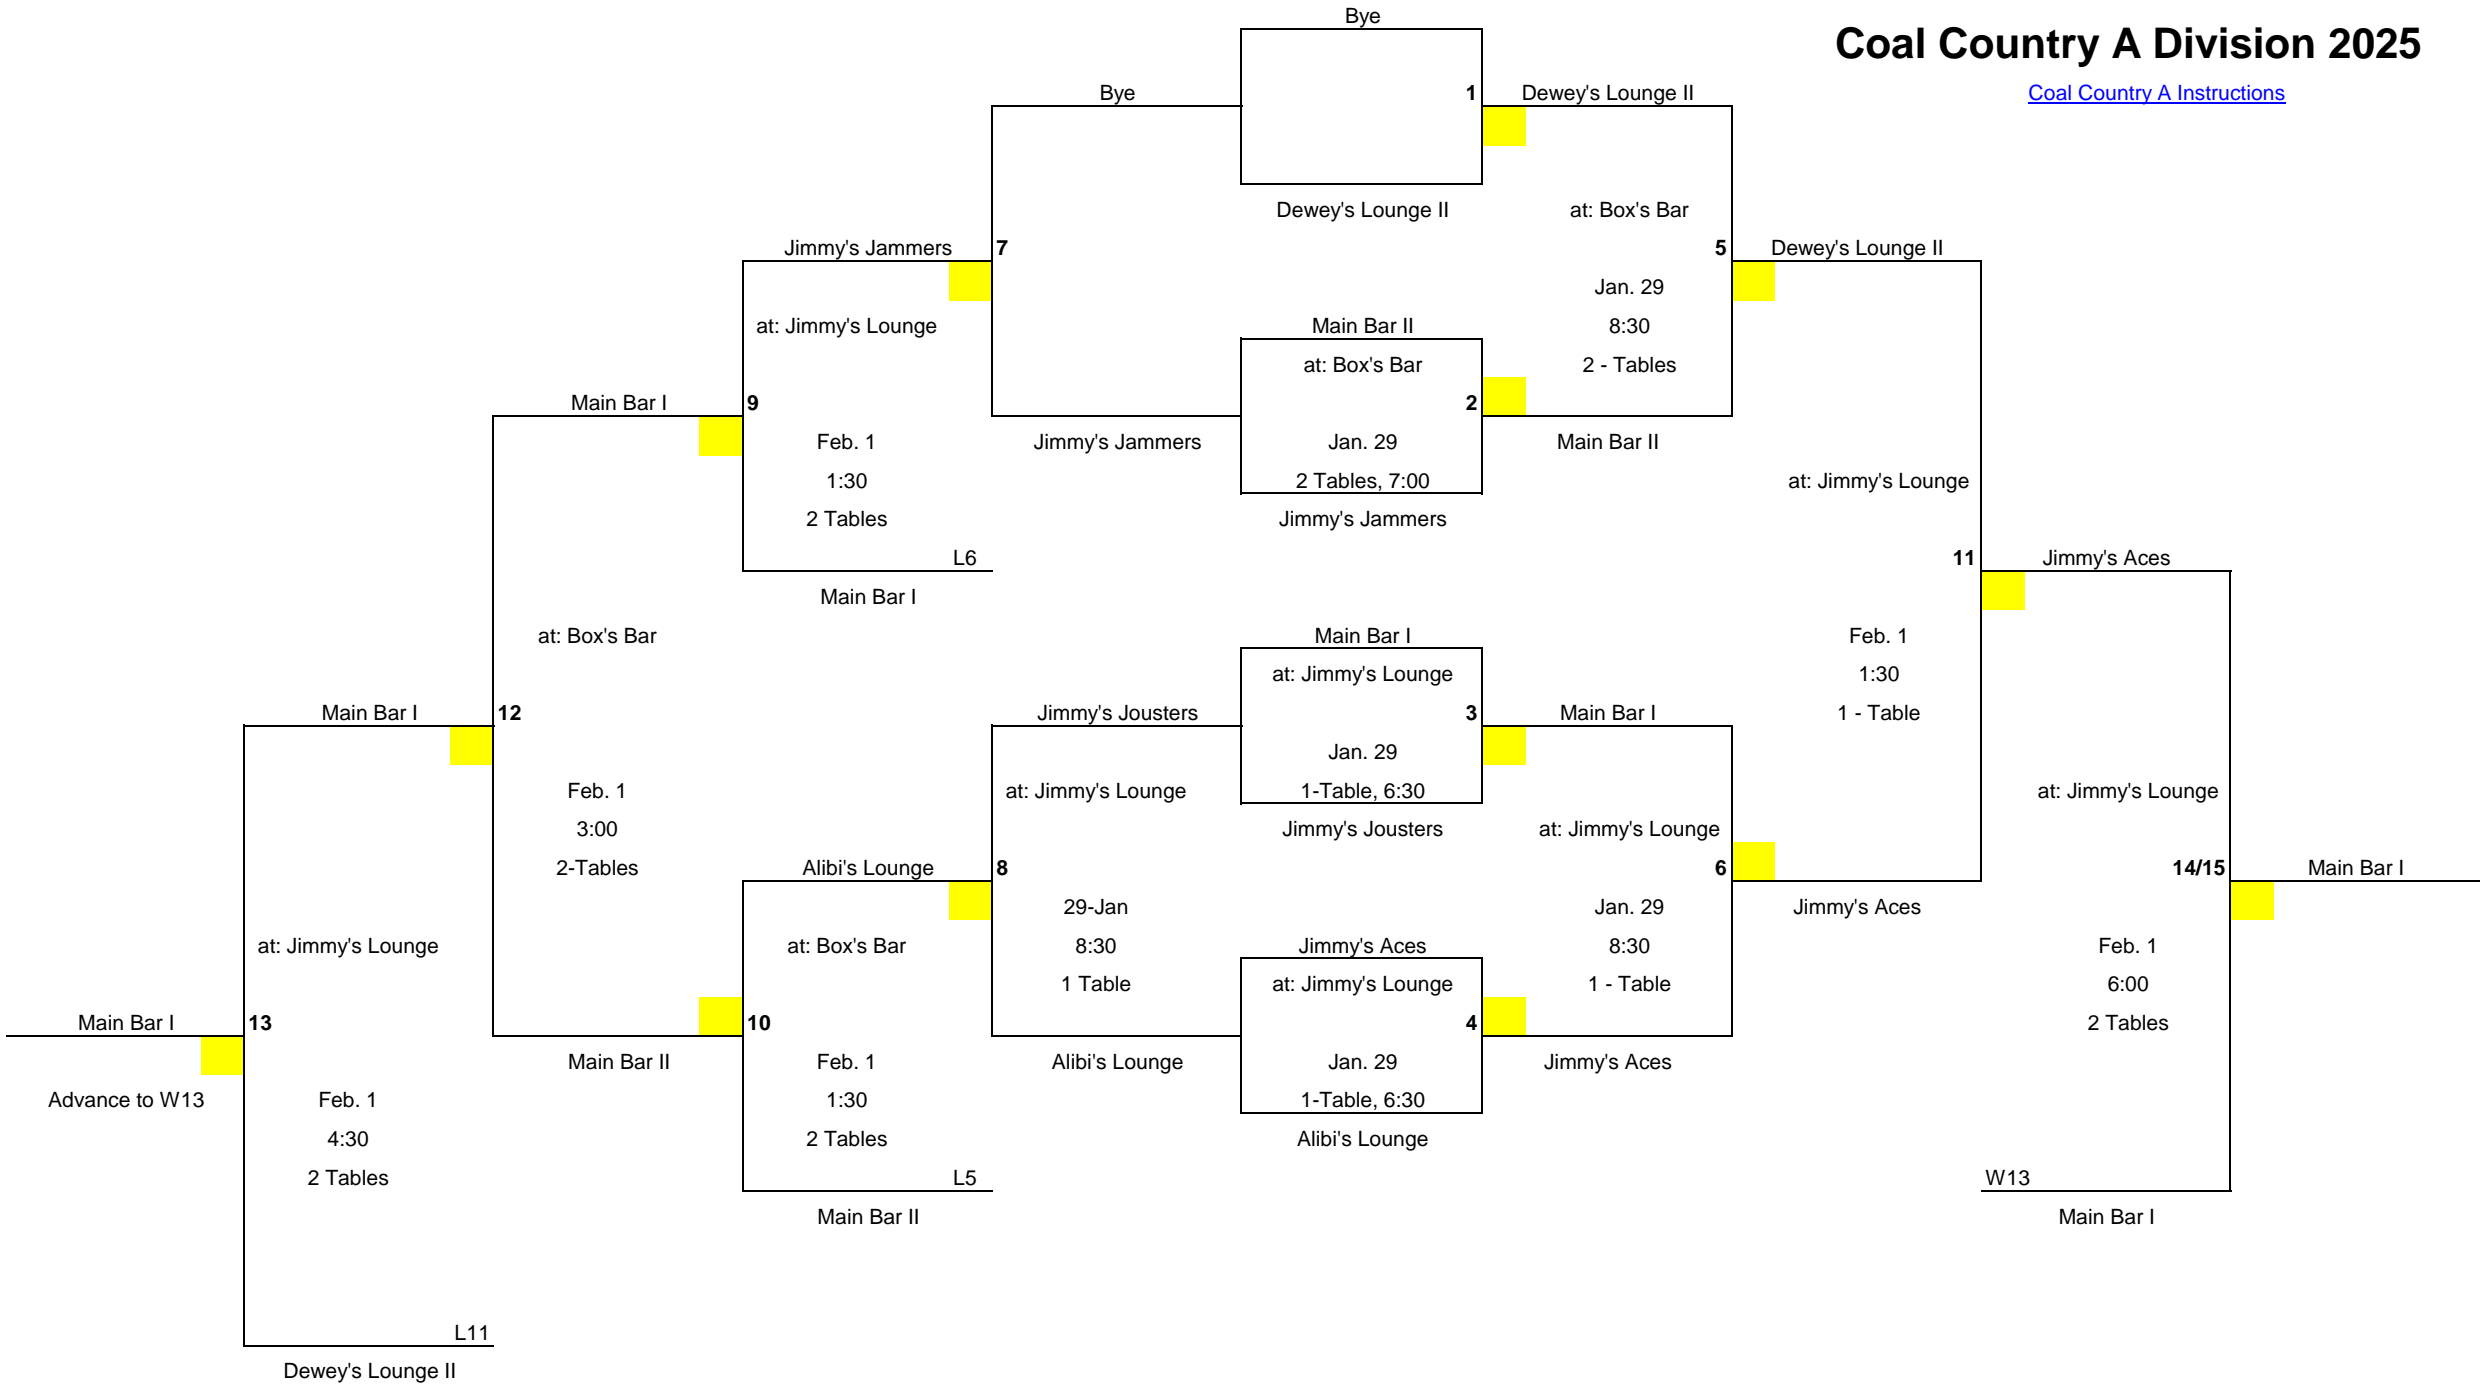 Bye
Coal Country A Division 2025
Bye
1
Dewey's Lounge II
Coal Country A Instructions
Dewey's Lounge II
at: Box's Bar
Jimmy's Jammers
7
5
Dewey's Lounge II
Jan. 29
at: Jimmy's Lounge
Main Bar II
8:30
at: Box's Bar
2 - Tables
Main Bar I
9
2
Feb. 1
Jimmy's Jammers
Jan. 29
Main Bar II
1:30
2 Tables, 7:00
at: Jimmy's Lounge
2 Tables
Jimmy's Jammers
L6
11
Jimmy's Aces
Main Bar I
at: Box's Bar
Main Bar I
Feb. 1
at: Jimmy's Lounge
1:30
Main Bar I
12
Jimmy's Jousters
3
Main Bar I
1 - Table
Jan. 29
Feb. 1
at: Jimmy's Lounge
1-Table, 6:30
at: Jimmy's Lounge
3:00
Jimmy's Jousters
at: Jimmy's Lounge
2-Tables
Alibi's Lounge
8
6
14/15
Main Bar I
29-Jan
Jan. 29
Jimmy's Aces
at: Jimmy's Lounge
at: Box's Bar
8:30
Jimmy's Aces
8:30
Feb. 1
1 Table
at: Jimmy's Lounge
1 - Table
6:00
Main Bar I
13
10
4
2 Tables
Main Bar II
Feb. 1
Alibi's Lounge
Jan. 29
Jimmy's Aces
Advance to W13
Feb. 1
1:30
1-Table, 6:30
4:30
2 Tables
Alibi's Lounge
2 Tables
L5
W13
Main Bar II
Main Bar I
L11
Dewey's Lounge II